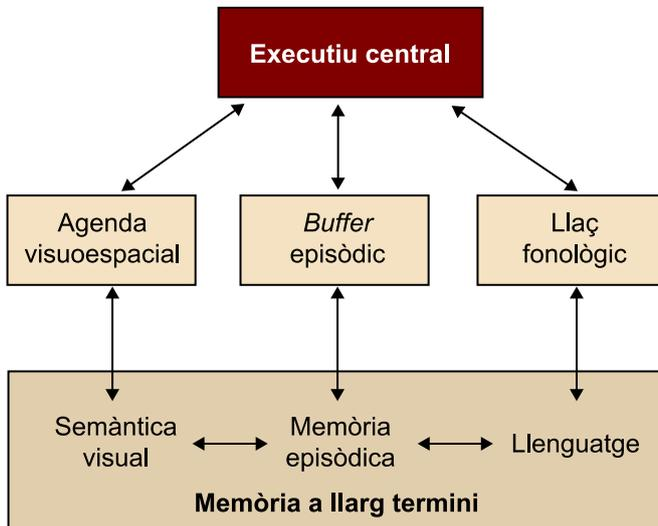 Executiu central
Agenda
visuoespacial
Buffer
episòdic
Llaç
fonològic
Semàntica
visual
Memòria
episòdica
Llenguatge
Memòria a llarg termini